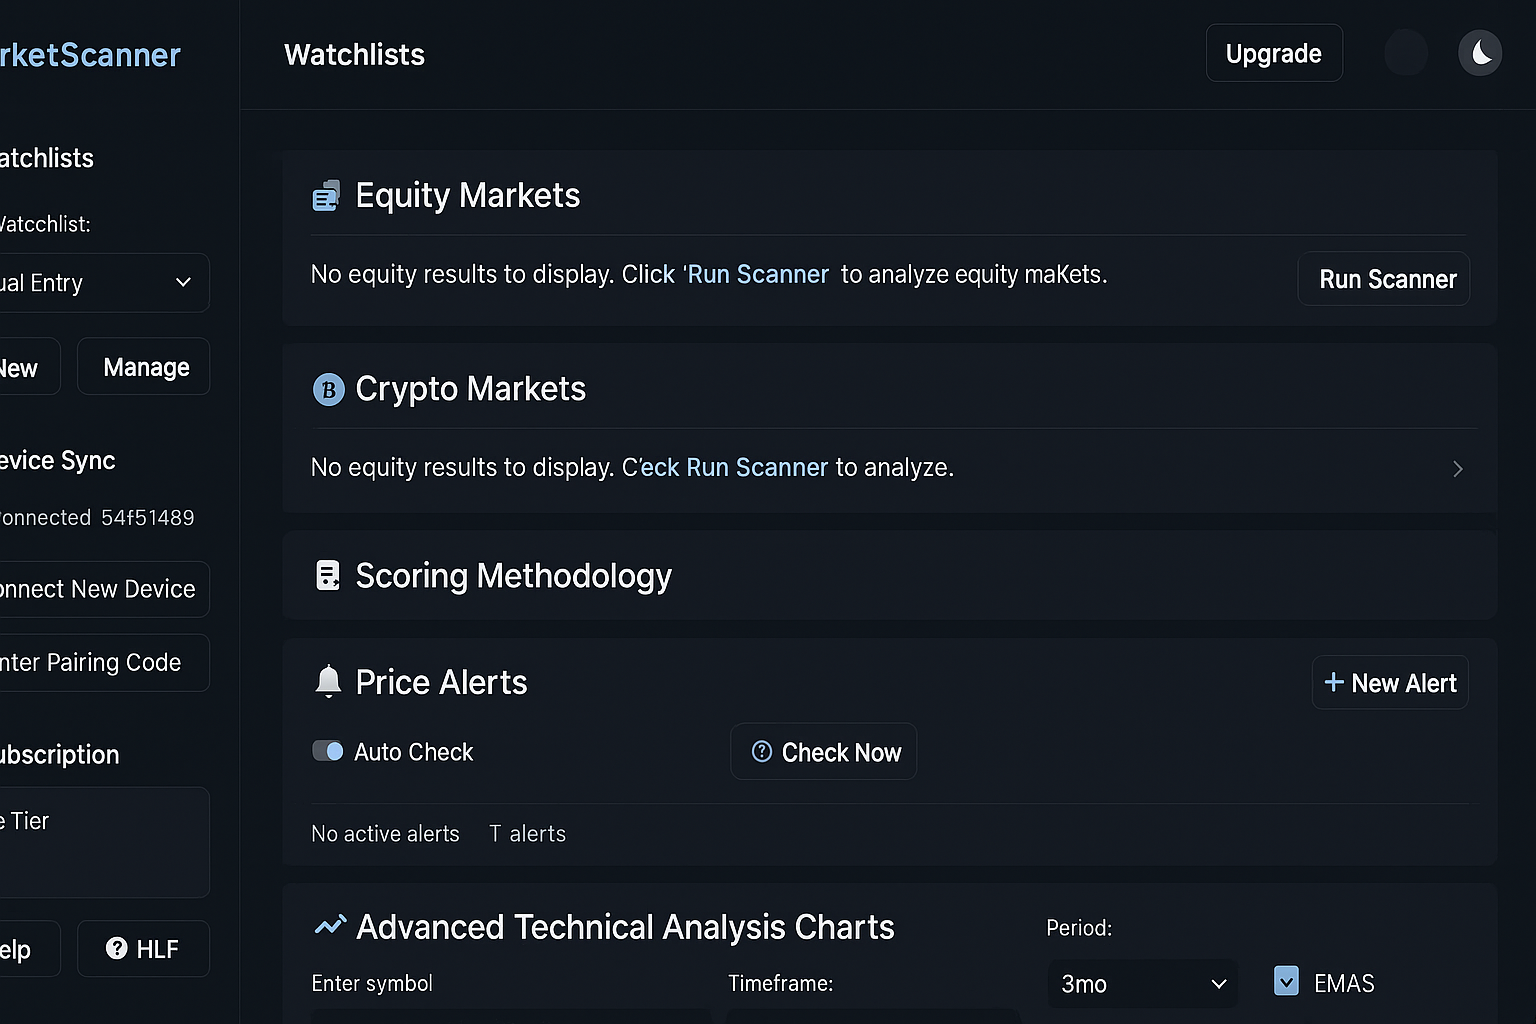 rketScanner
atchlists
Watcchlist:
ual Entry
New
Manage
evice Sync
onnected 54f51489
onnect New Device
nter Pairing Code
ubscription
e Tier
elp
HLF
Watchlists
Upgrade
Equity Markets
No equity results to display. Click 'Run Scanner to analyze equity maKets.
Run Scanner
Crypto Markets
No equity results to display. C'eck Run Scanner to analyze.
Scoring Methodology
Price Alerts
+ New Alert
Auto Check
Check Now
No active alerts T alerts
Advanced Technical Analysis Charts
Period:
Enter symbol
Timeframe:
3mo
EMAS